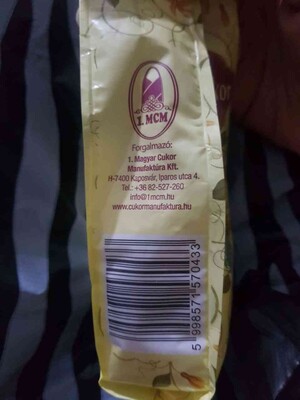 1. MCM
Forgalmazó:
1. Magyar Cukor
Manufaktúra Kft.
H-7400 Kaposvár, Iparos utca 4.
Tel.: +36 82-527-260
info@1mcm.hu
www.cukormanufaktura.hu
5 998571 570433